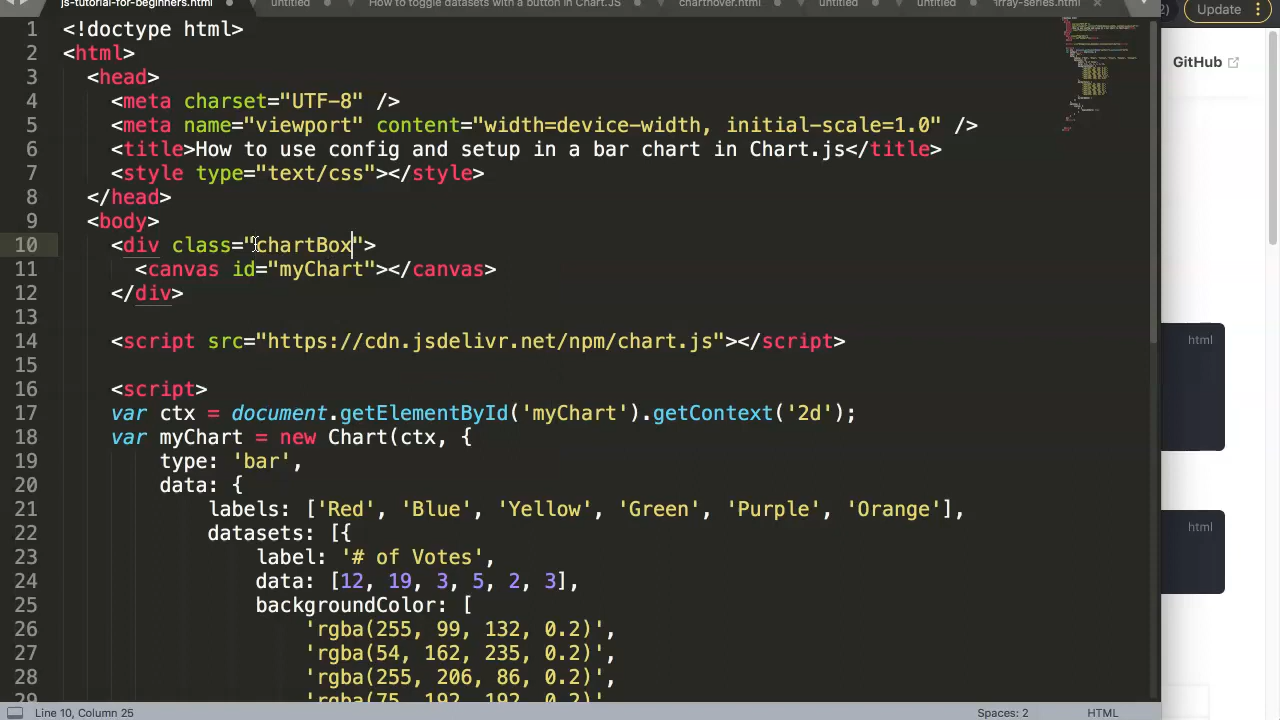 js-tutorial-for-beginners.html
untitled
How to toggle datasets with a button in Chart.JS
charthover.html
untitled
untitled
array-series.html
Update
GitHub
1 <!doctype html>
2 <html>
3 <head>
4 <meta charset="UTF-8" />
5 <meta name="viewport" content="width=device-width, initial-scale=1.0" />
6 <title>How to use config and setup in a bar chart in Chart.js</title>
7 <style type="text/css"></style>
8 </head>
9 <body>
10 <div class="chartBox">
11 <canvas id="myChart"></canvas>
12 </div>
13
14 <script src="https://cdn.jsdelivr.net/npm/chart.js"></script>
15
16 <script>
17 var ctx = document.getElementById('myChart').getContext('2d');
18 var myChart = new Chart(ctx, {
19 type: 'bar',
20 data: {
21 labels: ['Red', 'Blue', 'Yellow', 'Green', 'Purple', 'Orange'],
22 datasets: [{
23 label: '# of Votes',
24 data: [12, 19, 3, 5, 2, 3],
25 backgroundColor: [
26 'rgba(255, 99, 132, 0.2)',
27 'rgba(54, 162, 235, 0.2)',
28 'rgba(255, 206, 86, 0.2)',
29 'rgba(75, 192, 192, 0.2)',
html
html
Line 10, Column 25
Spaces: 2
HTML